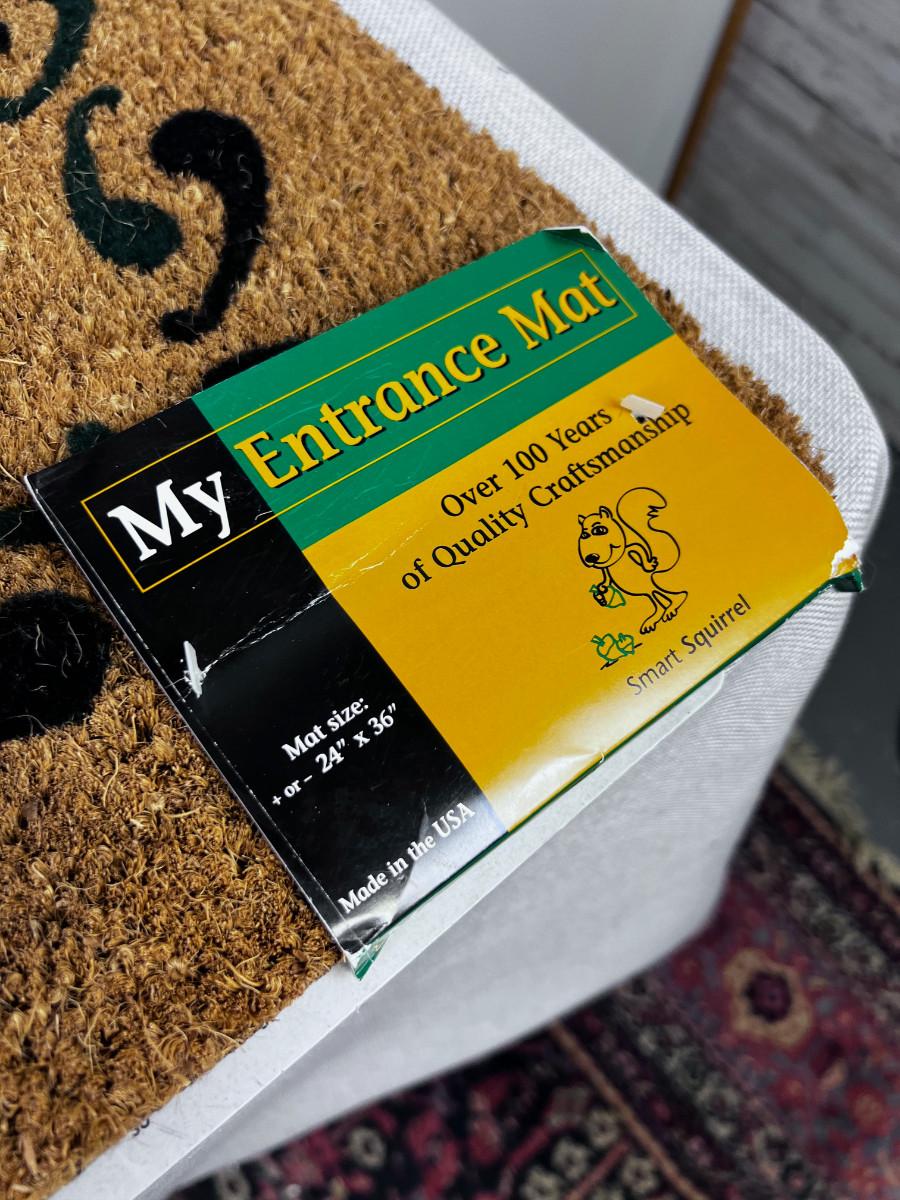 My Entrance Mat
Over 100 Years
of Quality Craftsmanship
Smart Squirrel
Mat size:
+ or - 24" x 36"
Made in the USA